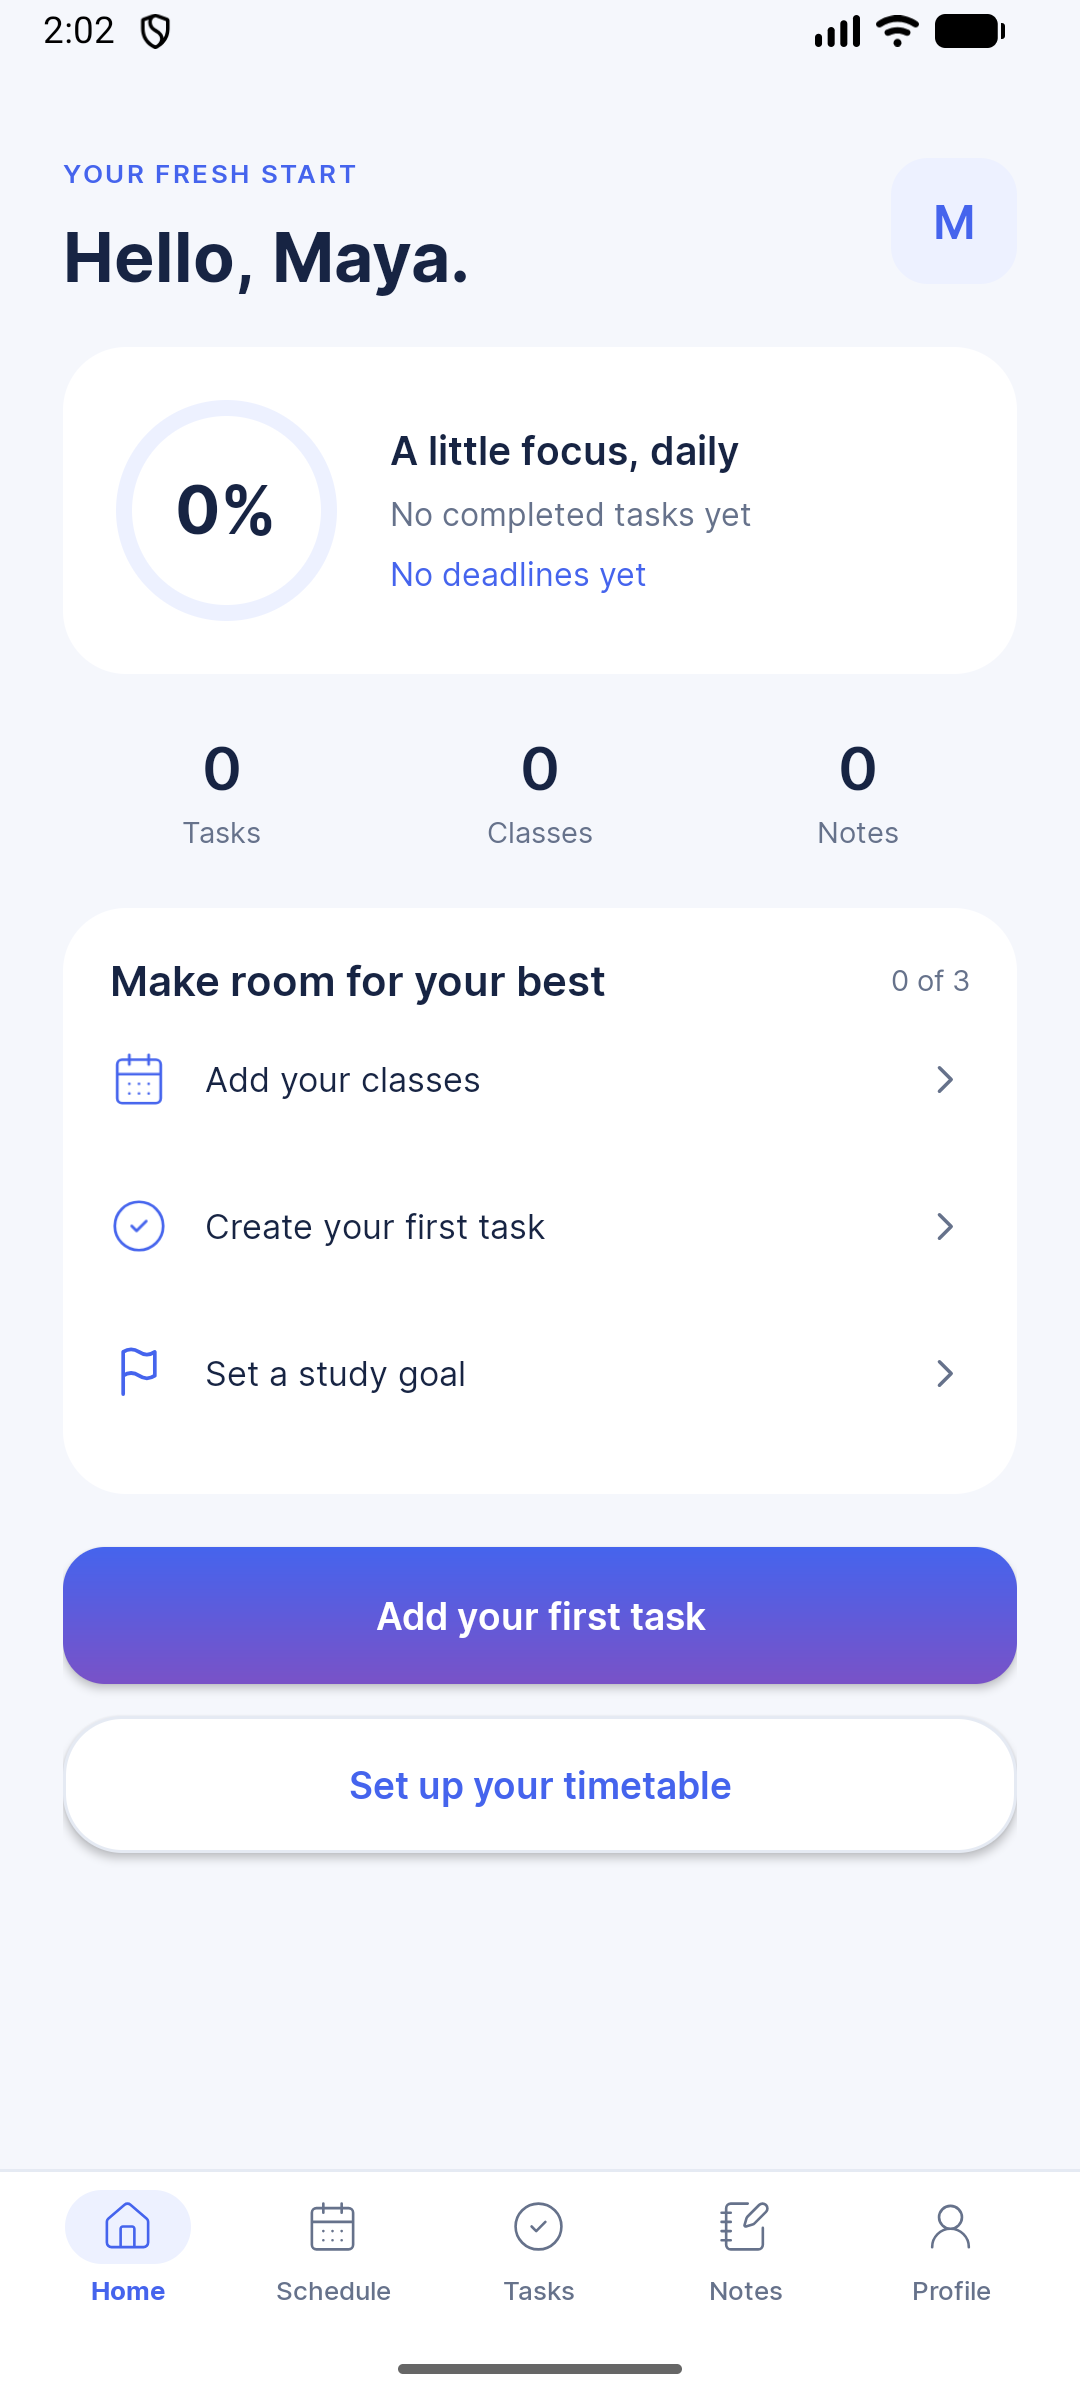 2:02
YOUR FRESH START
Hello, Maya.
M
0%
A little focus, daily
No completed tasks yet
No deadlines yet
0
Tasks
0
Classes
0
Notes
Make room for your best
0 of 3
Add your classes
Create your first task
Set a study goal
Add your first task
Set up your timetable
Home
Schedule
Tasks
Notes
Profile